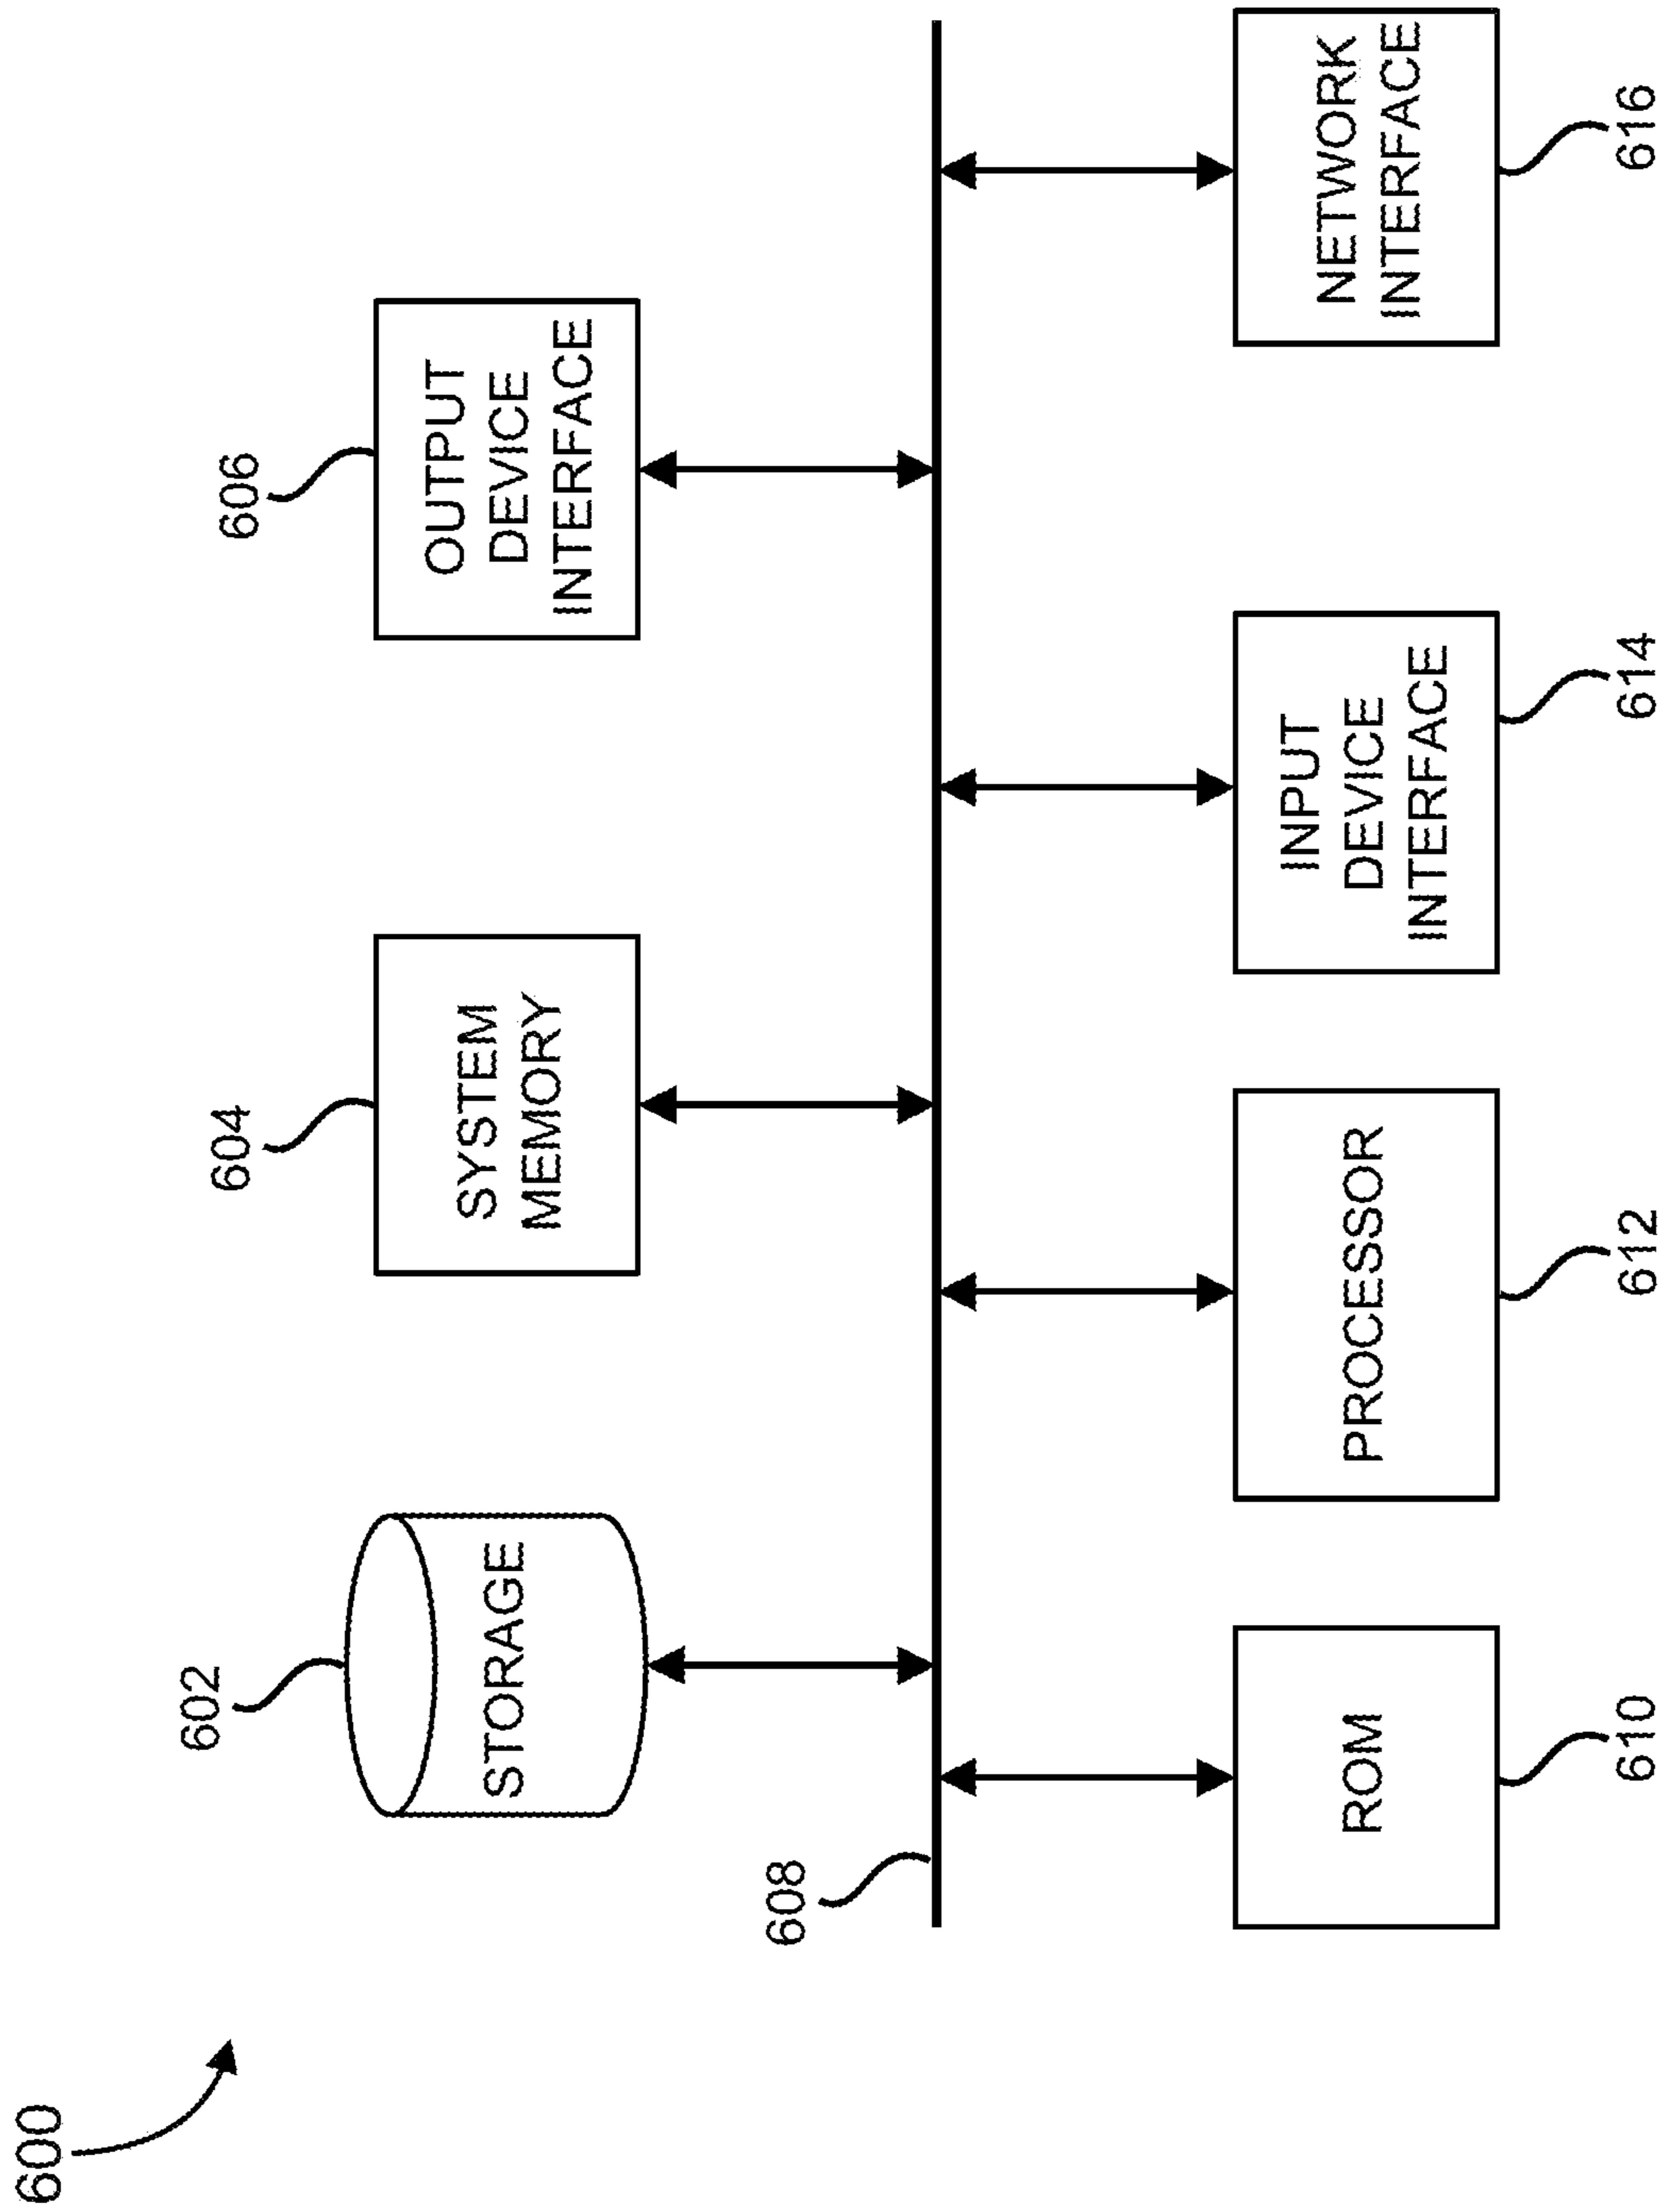 600
602
STORAGE
604
SYSTEM
MEMORY
606
OUTPUT
DEVICE
INTERFACE
608
ROM
610
PROCESSOR
612
INPUT
DEVICE
INTERFACE
614
NETWORK
INTERFACE
616